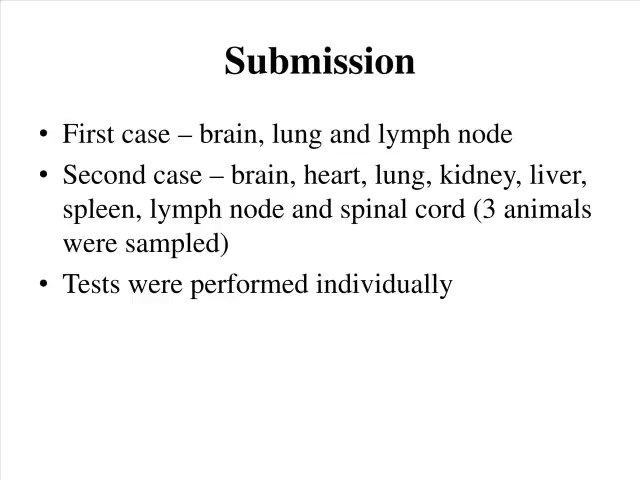 Submission
• First case – brain, lung and lymph node
• Second case – brain, heart, lung, kidney, liver,
spleen, lymph node and spinal cord (3 animals
were sampled)
• Tests were performed individually